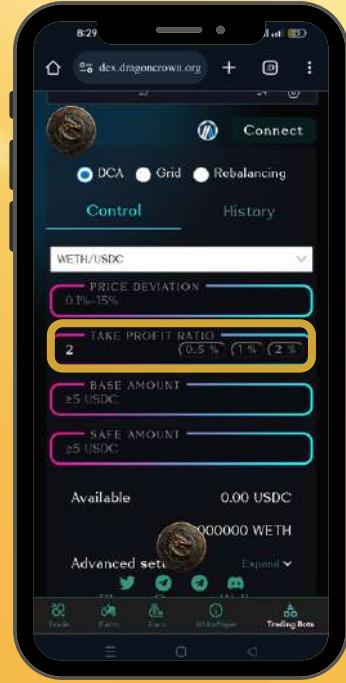 8:29
dex.dragoncrown.org
Connect
DCA Grid Rebalancing
Control History
WETH/USDC
PRICE DEVIATION
0.1%-15%
TAKE PROFIT RATIO
2 0.5 % 1 % 2 %
BASE AMOUNT
≥5 USDC
SAFE AMOUNT
≥5 USDC
Available 0.00 USDC
000000 WETH
Advanced sett Expand
Trade Farm Earn WhitePaper Trading Bots